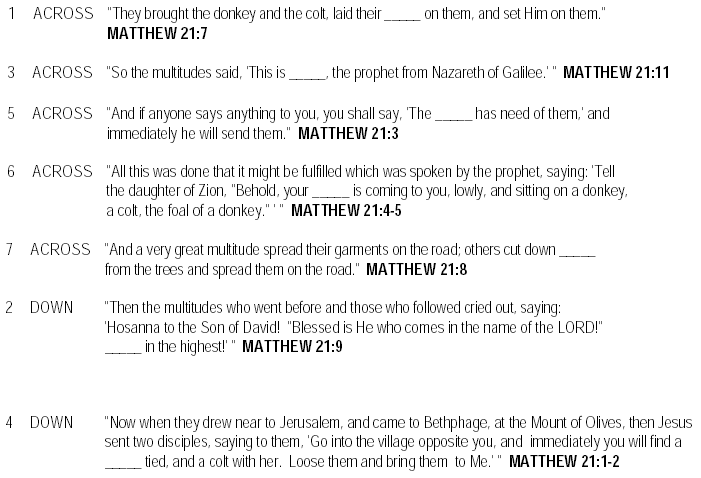 1 ACROSS "They brought the donkey and the colt, laid their _____ on them, and set Him on them."
MATTHEW 21:7
3 ACROSS "So the multitudes said, 'This is _____, the prophet from Nazareth of Galilee.' " MATTHEW 21:11
5 ACROSS "And if anyone says anything to you, you shall say, 'The _____ has need of them,' and
immediately he will send them." MATTHEW 21:3
6 ACROSS "All this was done that it might be fulfilled which was spoken by the prophet, saying: 'Tell
the daughter of Zion, "Behold, your _____ is coming to you, lowly, and sitting on a donkey,
a colt, the foal of a donkey." ' " MATTHEW 21:4-5
7 ACROSS "And a very great multitude spread their garments on the road; others cut down _____
from the trees and spread them on the road." MATTHEW 21:8
2 DOWN "Then the multitudes who went before and those who followed cried out, saying:
'Hosanna to the Son of David! "Blessed is He who comes in the name of the LORD!"
_____ in the highest!' " MATTHEW 21:9
4 DOWN "Now when they drew near to Jerusalem, and came to Bethphage, at the Mount of Olives, then Jesus
sent two disciples, saying to them, 'Go into the village opposite you, and immediately you will find a
_____ tied, and a colt with her. Loose them and bring them to Me.' " MATTHEW 21:1-2